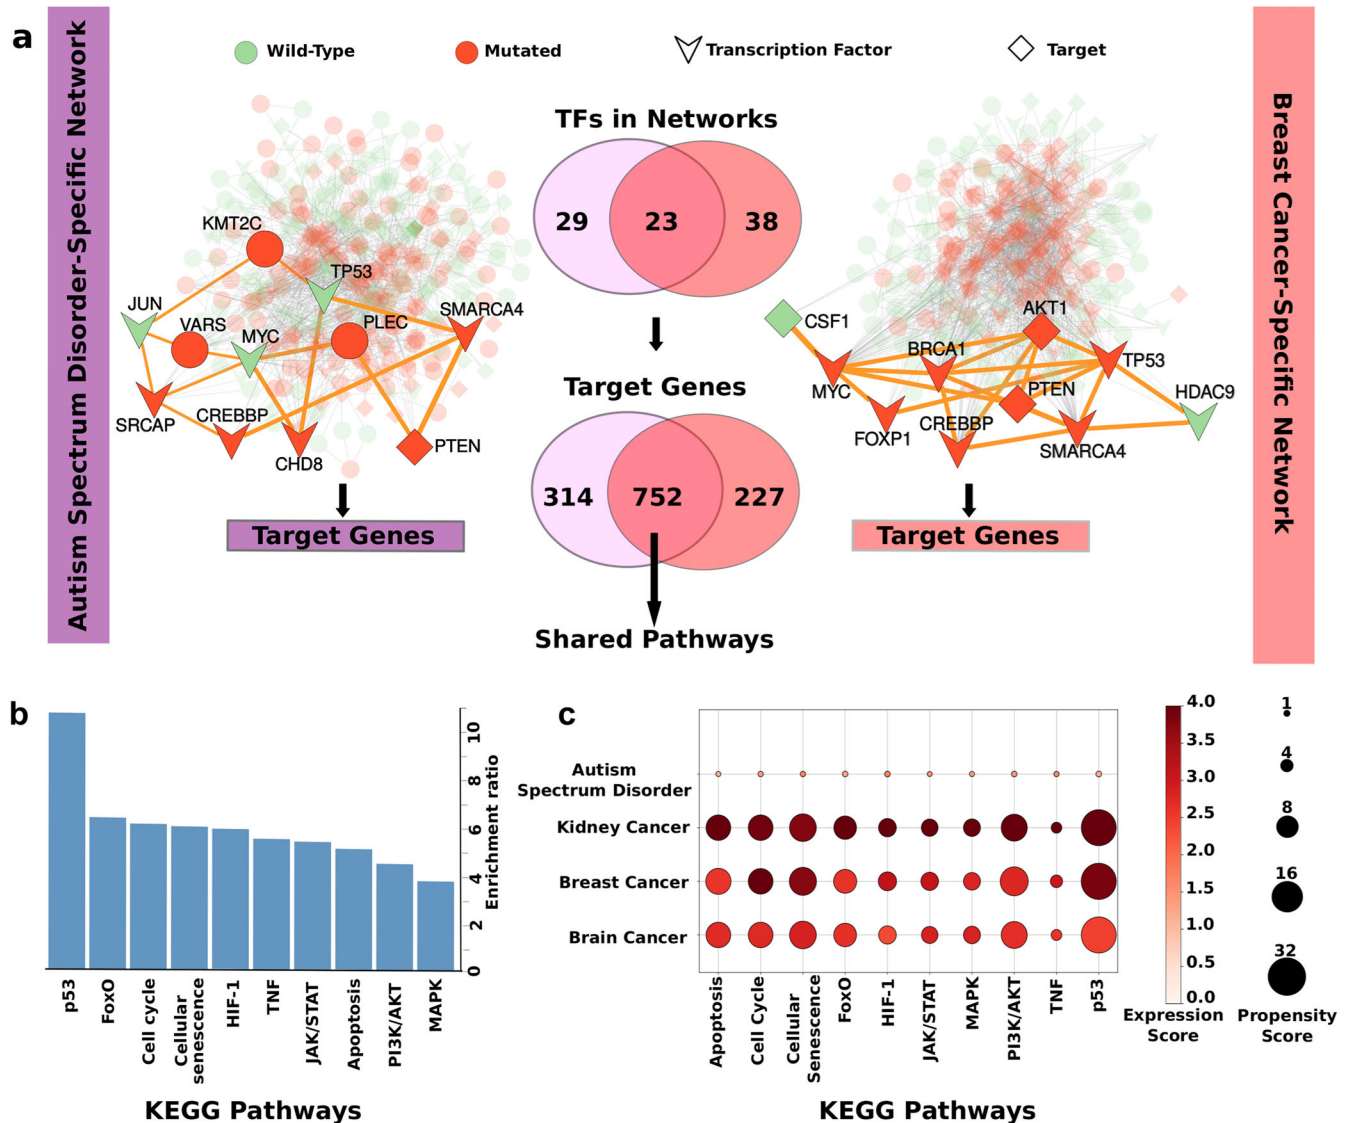 a
Autism Spectrum Disorder-Specific Network
Wild-Type
Mutated
Transcription Factor
Target
Breast Cancer-Specific Network
KMT2C
TP53
JUN
VARS
MYC
PLEC
SMARCA4
SRCAP
CREBBP
CHD8
PTEN
Target Genes
TFs in Networks
29 23 38
Target Genes
314 752 227
Shared Pathways
CSF1
AKT1
BRCA1
TP53
MYC
PTEN
HDAC9
FOXP1
CREBBP
SMARCA4
Target Genes
b
10
8
6
4
2
0
Enrichment ratio
p53
FoxO
Cell cycle
Cellular
senescence
HIF-1
TNF
JAK/STAT
Apoptosis
PI3K/AKT
MAPK
KEGG Pathways
c
Autism
Spectrum Disorder
Kidney Cancer
Breast Cancer
Brain Cancer
Apoptosis
Cell Cycle
Cellular
Senescence
FoxO
HIF-1
JAK/STAT
MAPK
PI3K/AKT
TNF
p53
KEGG Pathways
4.0
3.5
3.0
2.5
2.0
1.5
1.0
0.5
0.0
Expression
Score
1
4
8
16
32
Propensity
Score